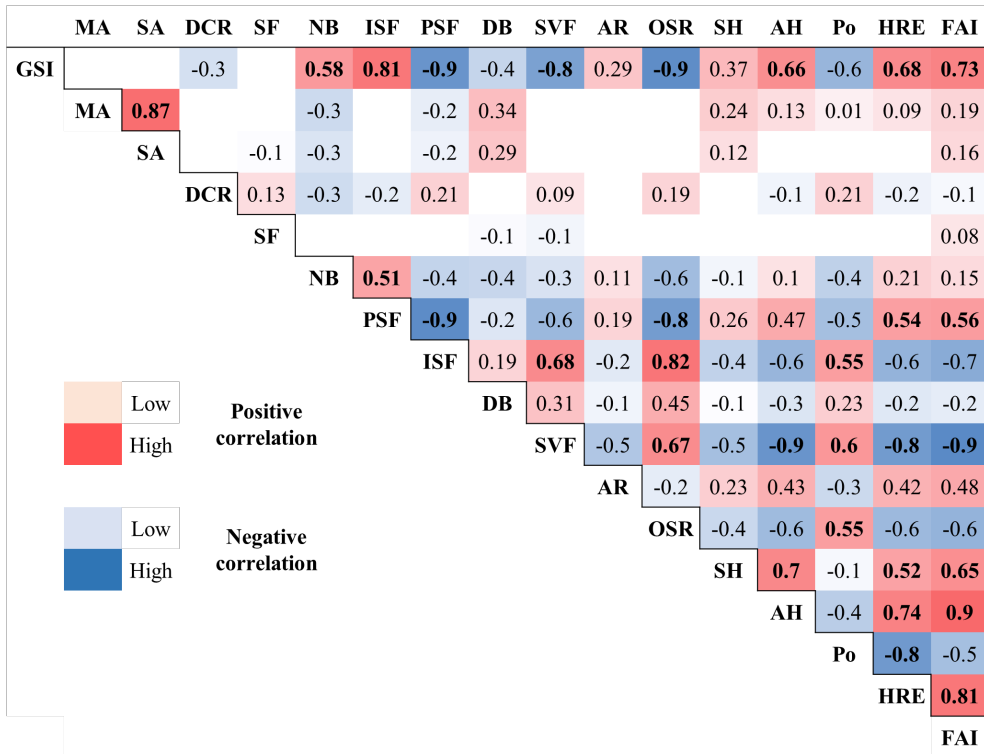 MA SA DCR SF NB ISF PSF DB SVF AR OSR SH AH Po HRE FAI
GSI -0.3 0.58 0.81 -0.9 -0.4 -0.8 0.29 -0.9 0.37 0.66 -0.6 0.68 0.73
MA 0.87 -0.3 -0.2 0.34 0.24 0.13 0.01 0.09 0.19
SA -0.1 -0.3 -0.2 0.29 0.12 0.16
DCR 0.13 -0.3 -0.2 0.21 0.09 0.19 -0.1 0.21 -0.2 -0.1
SF -0.1 -0.1 0.08
NB 0.51 -0.4 -0.4 -0.3 0.11 -0.6 -0.1 0.1 -0.4 0.21 0.15
PSF -0.9 -0.2 -0.6 0.19 -0.8 0.26 0.47 -0.5 0.54 0.56
ISF 0.19 0.68 -0.2 0.82 -0.4 -0.6 0.55 -0.6 -0.7
DB 0.31 -0.1 0.45 -0.1 -0.3 0.23 -0.2 -0.2
SVF -0.5 0.67 -0.5 -0.9 0.6 -0.8 -0.9
AR -0.2 0.23 0.43 -0.3 0.42 0.48
OSR -0.4 -0.6 0.55 -0.6 -0.6
SH 0.7 -0.1 0.52 0.65
AH -0.4 0.74 0.9
Po -0.8 -0.5
HRE 0.81
FAI
Low
High
Positive
correlation
Low
High
Negative
correlation